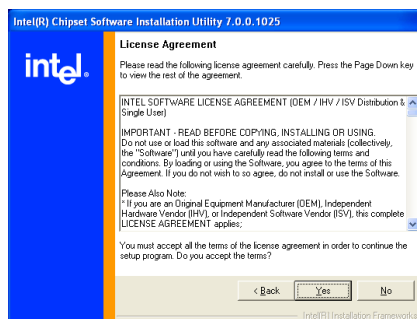 Intel(R) Chipset Software Installation Utility 7.0.0.1025
intel.
License Agreement
Please read the following license agreement carefully. Press the Page Down key
to view the rest of the agreement.
INTEL SOFTWARE LICENSE AGREEMENT (OEM / IHV / ISV Distribution &
Single User)
IMPORTANT - READ BEFORE COPYING, INSTALLING OR USING.
Do not use or load this software and any associated materials (collectively,
the "Software") until you have carefully read the following terms and
conditions. By loading or using the Software, you agree to the terms of this
Agreement. If you do not wish to so agree, do not install or use the Software.
Please Also Note:
* If you are an Original Equipment Manufacturer (OEM), Independent
Hardware Vendor (IHV), or Independent Software Vendor (ISV), this complete
LICENSE AGREEMENT applies;
You must accept all the terms of the license agreement in order to continue the
setup program. Do you accept the terms?
< Back Yes No
Intel(R) Installation Frameworks